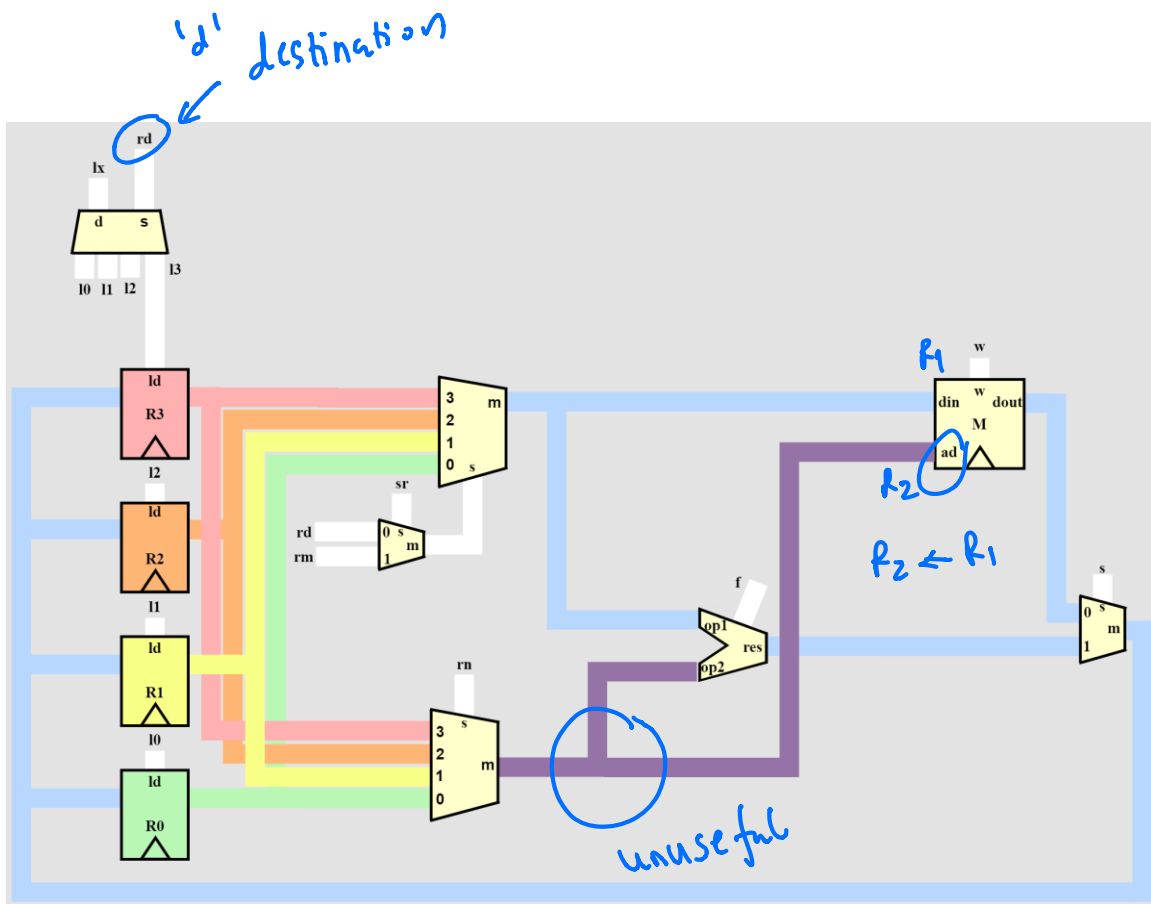 'd' destination
rd
lx
d s
l3
l0 l1 l2
w
R1
ld
R3
3
2
1
0
m
s
din w dout
M
ad
R2
l2
sr
ld
R2
rd
rm
0 s
1
m
R2 ← R1
l1
f
s
ld
R1
op1
op2
res
0 s
1
m
rn
s
3
2
1
0
m
l0
ld
R0
unuseful